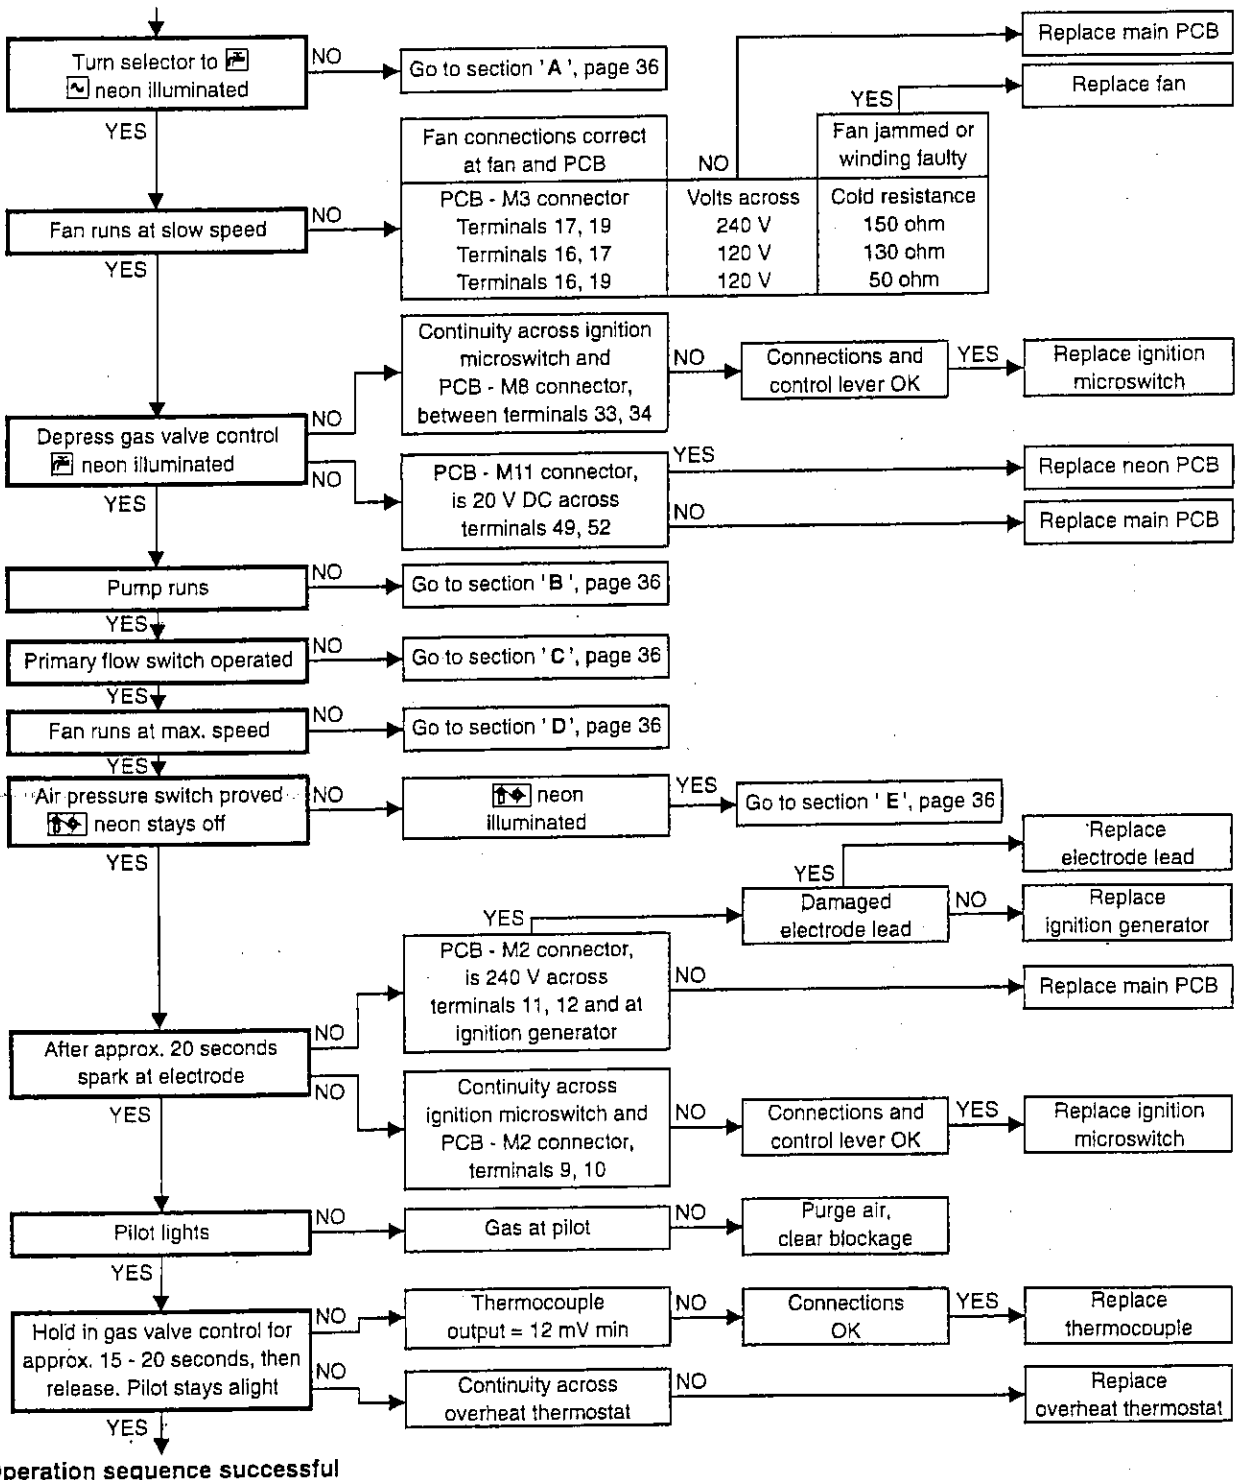 Turn selector to
neon illuminated
NO
Go to section 'A', page 36
Replace main PCB
Replace fan
YES
YES
Fan connections correct
at fan and PCB
NO
Fan jammed or
winding faulty
PCB - M3 connector
Volts across
Cold resistance
Terminals 17, 19
240 V
150 ohm
Terminals 16, 17
120 V
130 ohm
Terminals 16, 19
120 V
50 ohm
Fan runs at slow speed
NO
YES
Continuity across ignition
microswitch and
PCB - M8 connector,
between terminals 33, 34
NO
Connections and
control lever OK
YES
Replace ignition
microswitch
Depress gas valve control
neon illuminated
NO
NO
PCB - M11 connector,
is 20 V DC across
terminals 49, 52
YES
Replace neon PCB
NO
Replace main PCB
YES
Pump runs
NO
Go to section 'B', page 36
YES
Primary flow switch operated
NO
Go to section 'C', page 36
YES
Fan runs at max. speed
NO
Go to section 'D', page 36
YES
Air pressure switch proved
neon stays off
NO
neon
illuminated
YES
Go to section 'E', page 36
YES
Replace
electrode lead
YES
YES
Damaged
electrode lead
NO
Replace
ignition generator
PCB - M2 connector,
is 240 V across
terminals 11, 12 and at
ignition generator
NO
Replace main PCB
After approx. 20 seconds
spark at electrode
NO
NO
Continuity across
ignition microswitch and
PCB - M2 connector,
terminals 9, 10
NO
Connections and
control lever OK
YES
Replace ignition
microswitch
YES
Pilot lights
NO
Gas at pilot
NO
Purge air,
clear blockage
YES
Hold in gas valve control for
approx. 15 - 20 seconds, then
release. Pilot stays alight
NO
Thermocouple
output = 12 mV min
NO
Connections
OK
YES
Replace
thermocouple
NO
Continuity across
overheat thermostat
NO
Replace
overheat thermostat
YES
Operation sequence successful